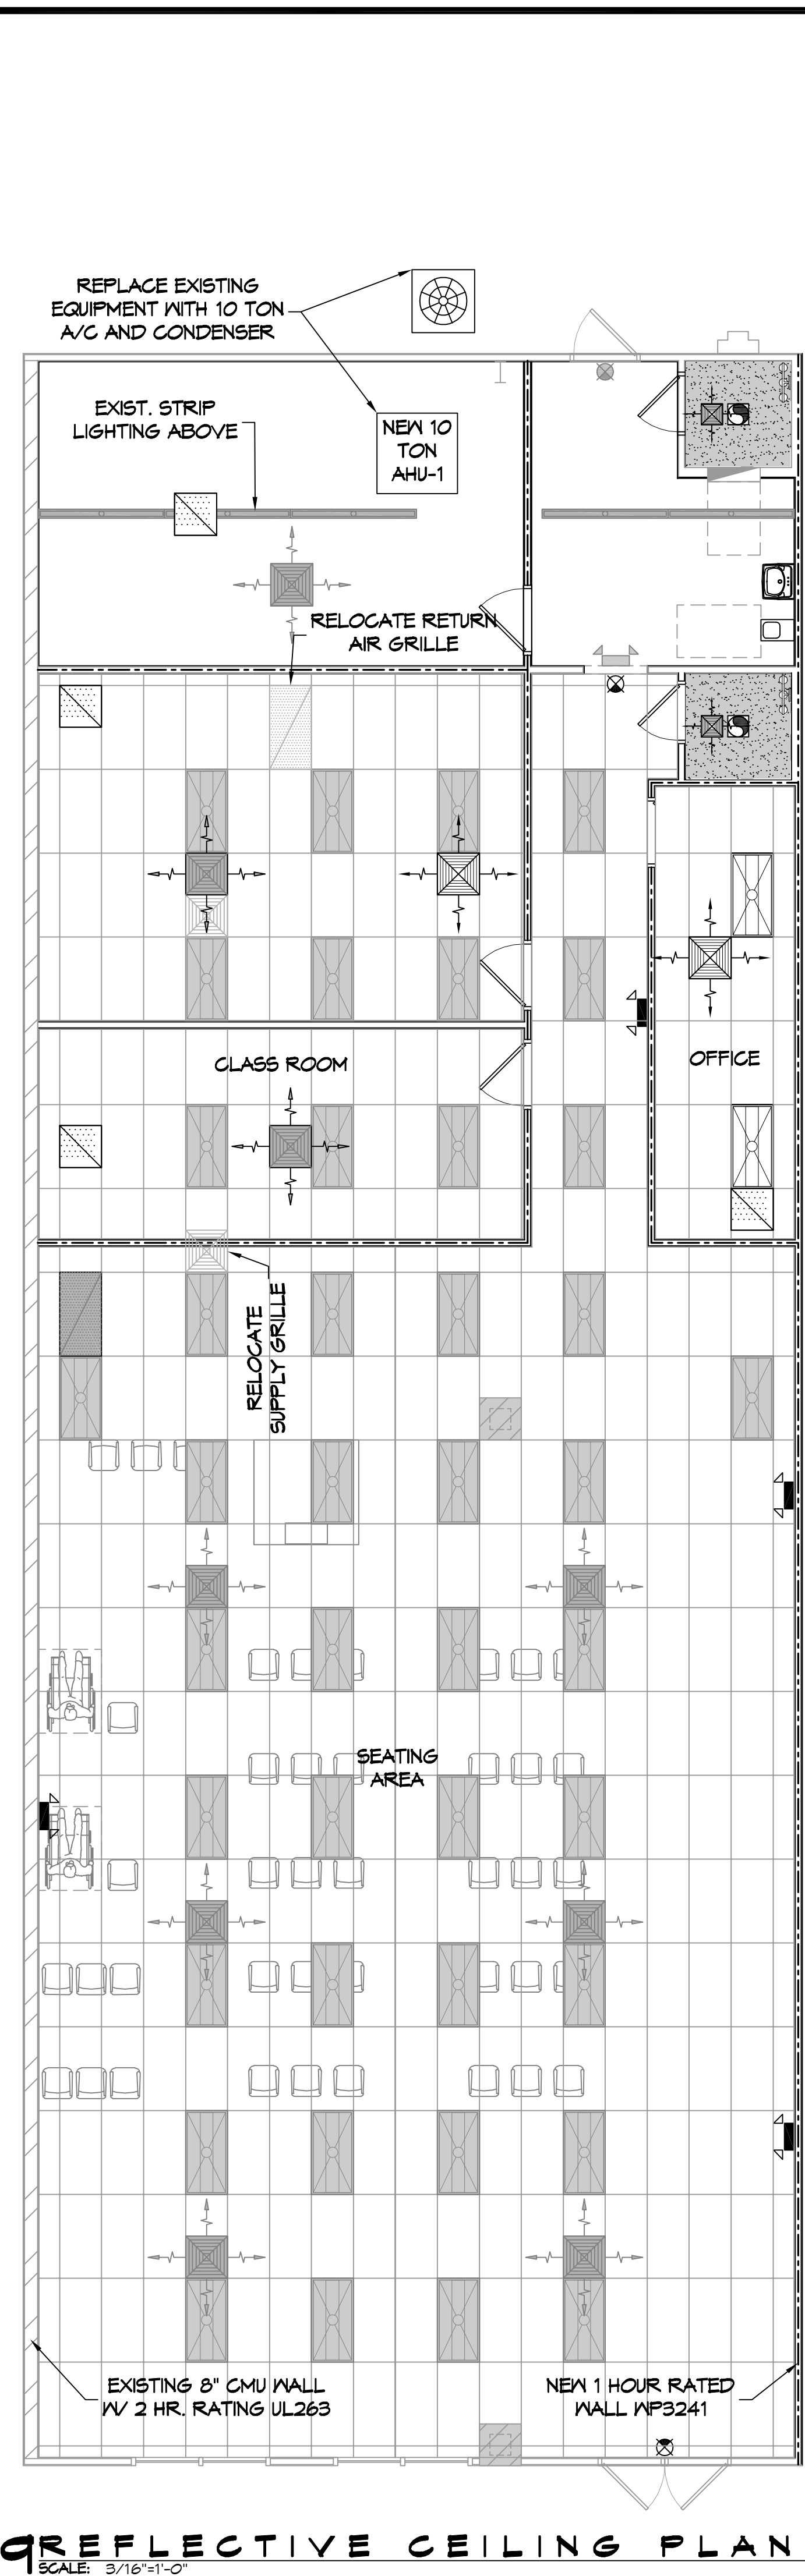 REPLACE EXISTING
EQUIPMENT WITH 10 TON
A/C AND CONDENSER
EXIST. STRIP
LIGHTING ABOVE
NEW 10
TON
AHU-1
RELOCATE RETURN
AIR GRILLE
CLASS ROOM
OFFICE
RELOCATE
SUPPLY GRILLE
SEATING
AREA
EXISTING 8" CMU WALL
W/ 2 HR. RATING UL263
NEW 1 HOUR RATED
WALL WP3241
REFLECTIVE CEILING PLAN
SCALE: 3/16"=1'-0"